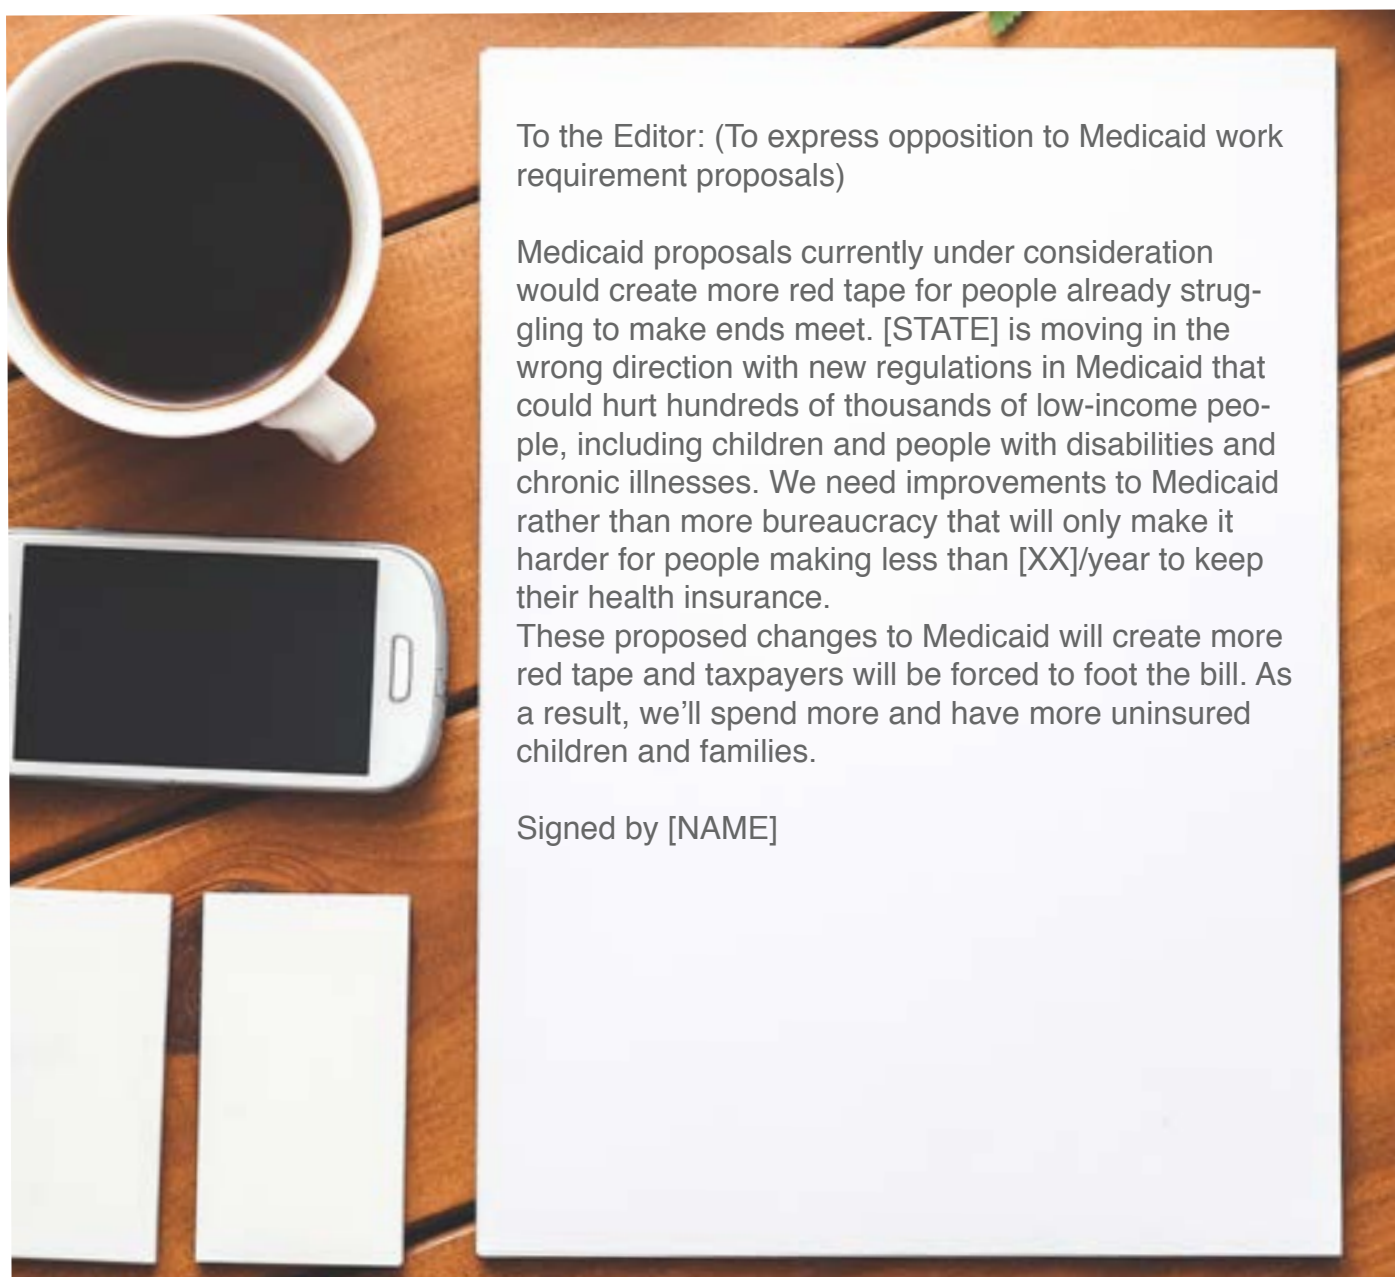 To the Editor: (To express opposition to Medicaid work
requirement proposals)
Medicaid proposals currently under consideration
would create more red tape for people already strug-
gling to make ends meet. [STATE] is moving in the
wrong direction with new regulations in Medicaid that
could hurt hundreds of thousands of low-income peo-
ple, including children and people with disabilities and
chronic illnesses. We need improvements to Medicaid
rather than more bureaucracy that will only make it
harder for people making less than [XX]/year to keep
their health insurance.
These proposed changes to Medicaid will create more
red tape and taxpayers will be forced to foot the bill. As
a result, we’ll spend more and have more uninsured
children and families.
Signed by [NAME]